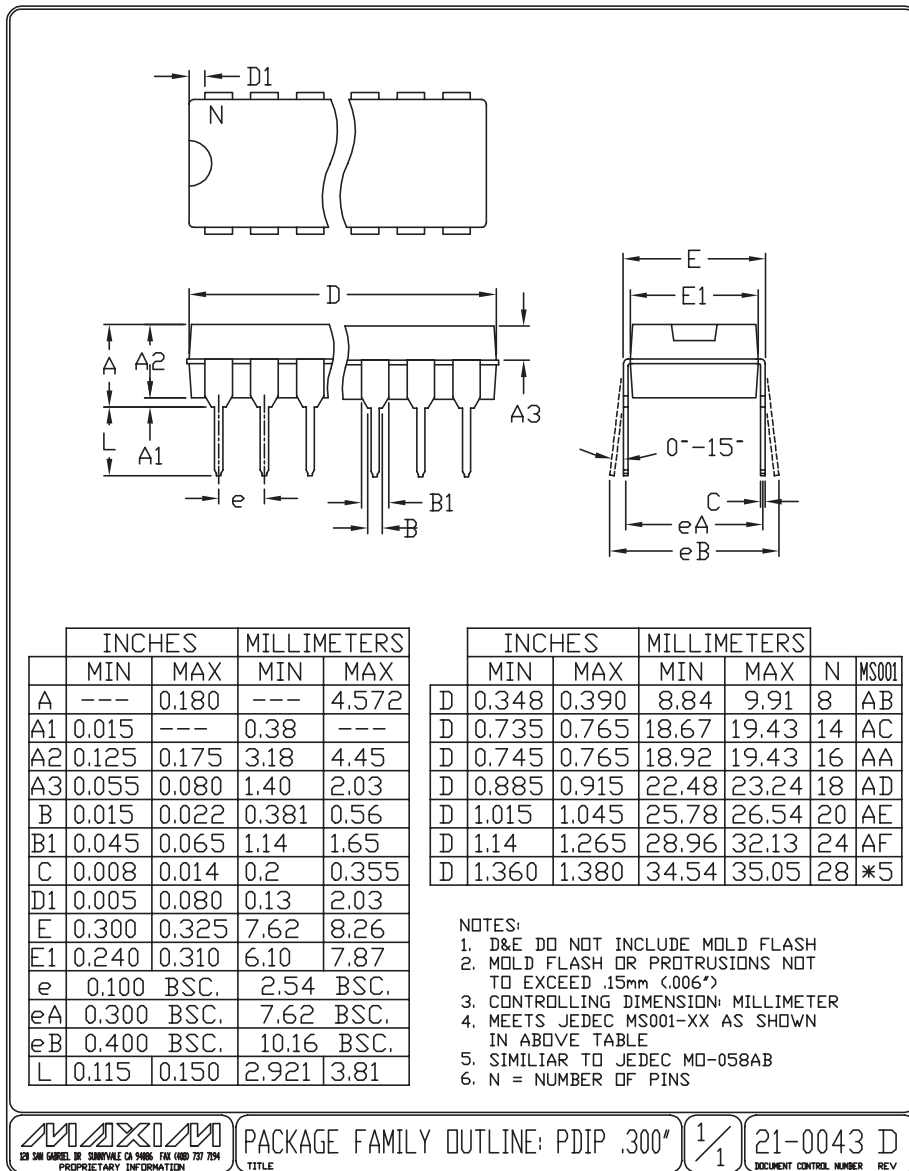 D1
N
D
E
E1
A
A2
A3
L
A1
0°-15°
e
B1
B
C
eA
eB
INCHES MILLIMETERS
MIN MAX MIN MAX
A --- 0.180 --- 4.572
A1 0.015 --- 0.38 ---
A2 0.125 0.175 3.18 4.45
A3 0.055 0.080 1.40 2.03
B 0.015 0.022 0.381 0.56
B1 0.045 0.065 1.14 1.65
C 0.008 0.014 0.2 0.355
D1 0.005 0.080 0.13 2.03
E 0.300 0.325 7.62 8.26
E1 0.240 0.310 6.10 7.87
e 0.100 BSC. 2.54 BSC.
eA 0.300 BSC. 7.62 BSC.
eB 0.400 BSC. 10.16 BSC.
L 0.115 0.150 2.921 3.81
INCHES MILLIMETERS
MIN MAX MIN MAX N MS001
D 0.348 0.390 8.84 9.91 8 AB
D 0.735 0.765 18.67 19.43 14 AC
D 0.745 0.765 18.92 19.43 16 AA
D 0.885 0.915 22.48 23.24 18 AD
D 1.015 1.045 25.78 26.54 20 AE
D 1.14 1.265 28.96 32.13 24 AF
D 1.360 1.380 34.54 35.05 28 *5
NOTES:
1. D&E DO NOT INCLUDE MOLD FLASH
2. MOLD FLASH OR PROTRUSIONS NOT
TO EXCEED .15mm (.006")
3. CONTROLLING DIMENSION: MILLIMETER
4. MEETS JEDEC MS001-XX AS SHOWN
IN ABOVE TABLE
5. SIMILIAR TO JEDEC MO-058AB
6. N = NUMBER OF PINS
MAXIM
120 SAN GABRIEL DR SUNNYVALE CA 94086 FAX (408) 737 7194
PROPRIETARY INFORMATION
PACKAGE FAMILY OUTLINE: PDIP .300"
TITLE
1/1
21-0043 D
DOCUMENT CONTROL NUMBER REV